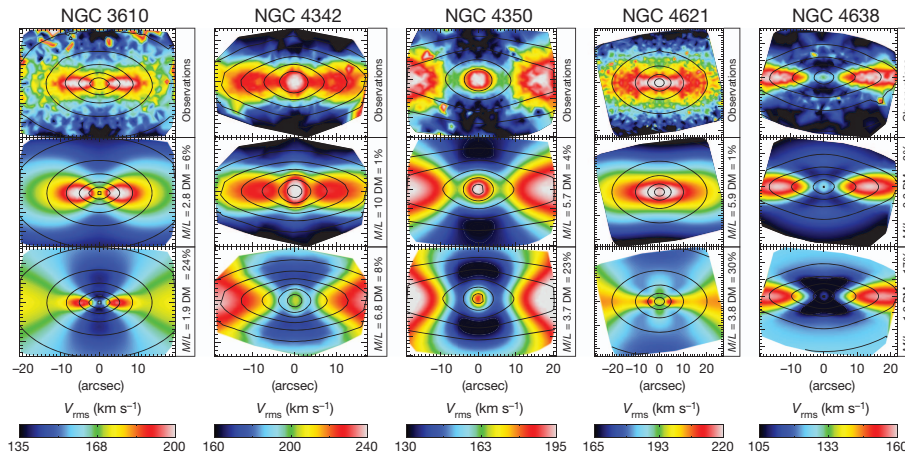 NGC 3610 NGC 4342 NGC 4350 NGC 4621 NGC 4638
Observations Observations Observations Observations
M/L = 2.8 DM = 6% M/L = 10 DM = 1% M/L = 5.7 DM = 4% M/L = 5.9 DM = 1%
M/L = 1.9 DM = 24% M/L = 6.8 DM = 8% M/L = 3.7 DM = 23% M/L = 3.8 DM = 30%
−20 −10 0 10 −10 0 10 −20 −10 0 10 20 −20 −10 0 10 20 −20 0 20
(arcsec) (arcsec) (arcsec) (arcsec) (arcsec)
Vrms (km s−1) Vrms (km s−1) Vrms (km s−1) Vrms (km s−1) Vrms (km s−1)
135 168 200 160 200 240 130 163 195 165 193 220 105 133 160